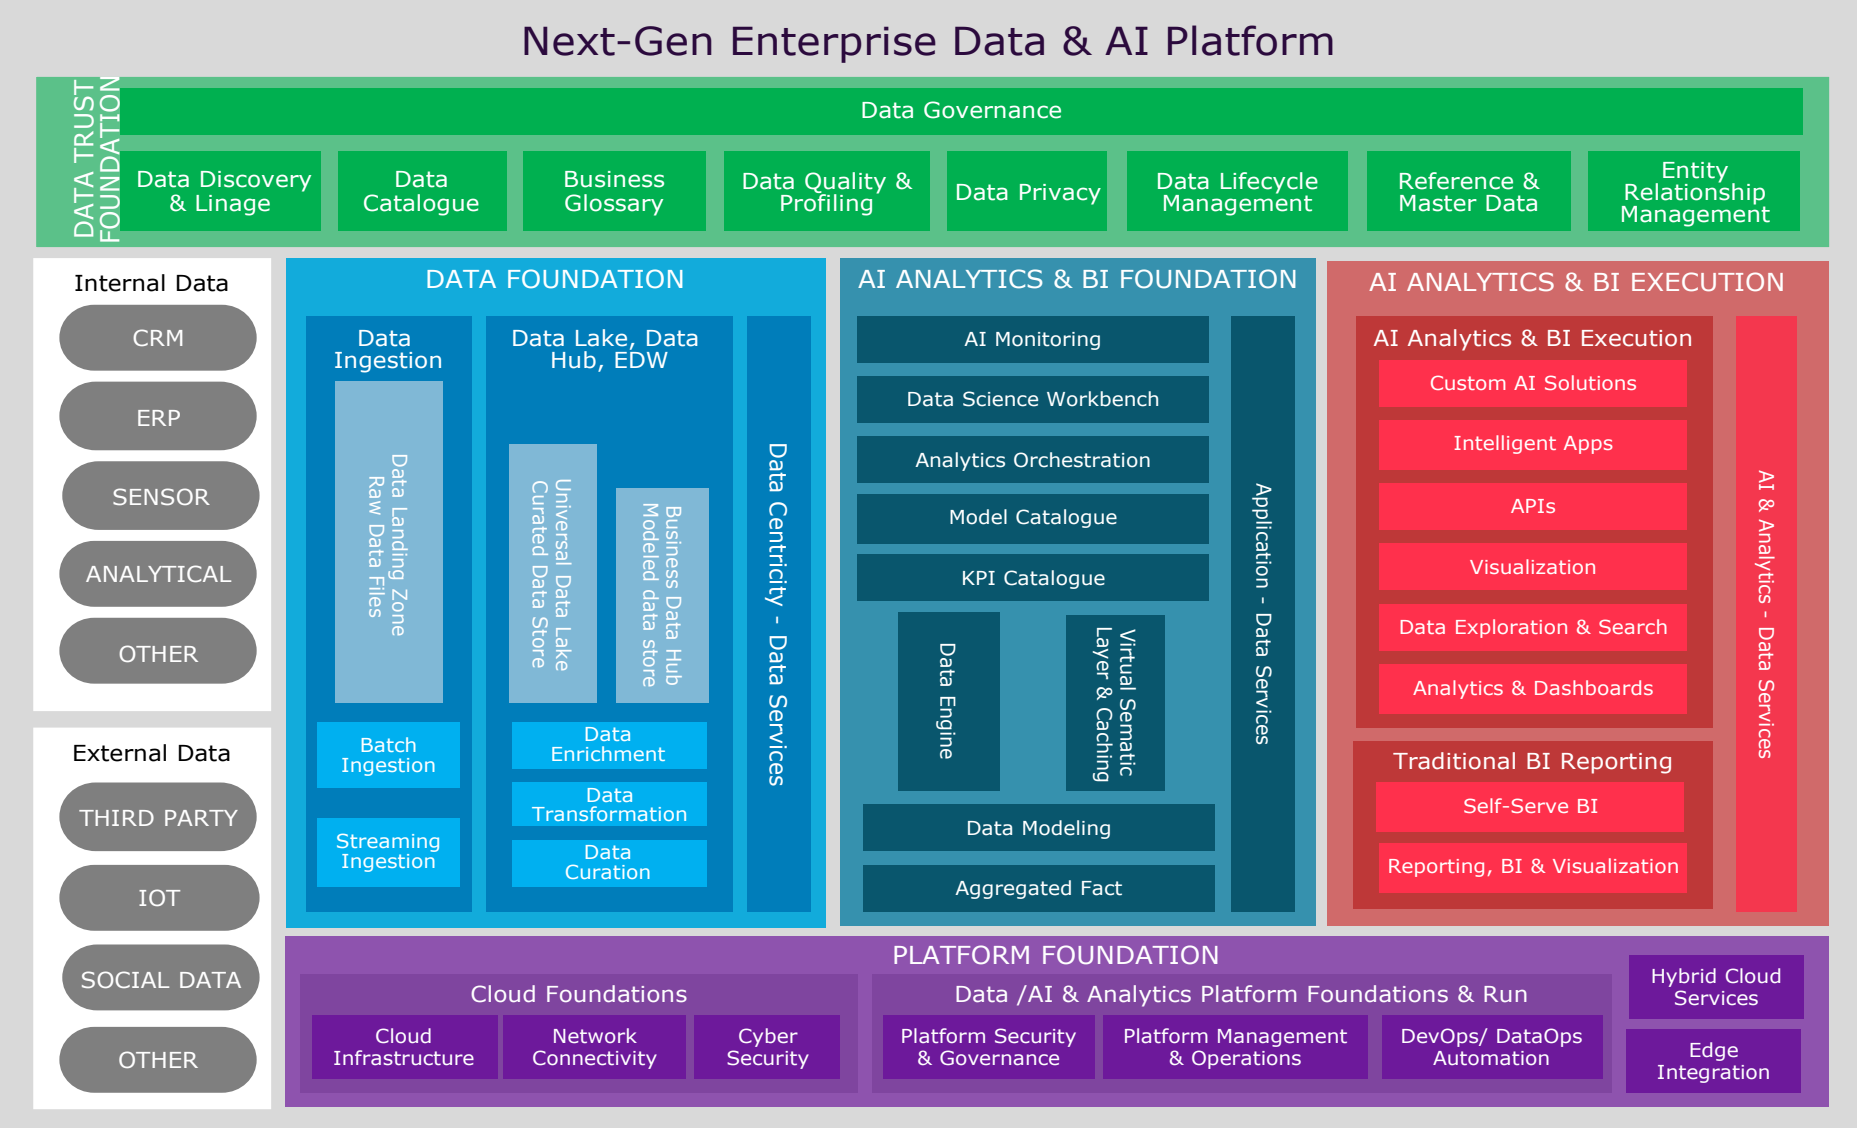 Next-Gen Enterprise Data & AI Platform
DATA TRUST
FOUNDATION
Data Governance
Data Discovery
& Linage
Data
Catalogue
Business
Glossary
Data Quality &
Profiling
Data Privacy
Data Lifecycle
Management
Reference &
Master Data
Entity
Relationship
Management
Internal Data
CRM
ERP
SENSOR
ANALYTICAL
OTHER
External Data
THIRD PARTY
IOT
SOCIAL DATA
OTHER
DATA FOUNDATION
Data
Ingestion
Data Landing Zone
Raw Data Files
Batch
Ingestion
Streaming
Ingestion
Data Lake, Data
Hub, EDW
Universal Data Lake
Curated Data Store
Business Data Hub
Modeled data store
Data
Enrichment
Data
Transformation
Data
Curation
Data Centricity - Data Services
AI ANALYTICS & BI FOUNDATION
AI Monitoring
Data Science Workbench
Analytics Orchestration
Model Catalogue
KPI Catalogue
Data Engine
Virtual Sematic
Layer & Caching
Data Modeling
Aggregated Fact
Application - Data Services
AI ANALYTICS & BI EXECUTION
AI Analytics & BI Execution
Custom AI Solutions
Intelligent Apps
APIs
Visualization
Data Exploration & Search
Analytics & Dashboards
Traditional BI Reporting
Self-Serve BI
Reporting, BI & Visualization
AI & Analytics - Data Services
PLATFORM FOUNDATION
Cloud Foundations
Cloud
Infrastructure
Network
Connectivity
Cyber
Security
Data /AI & Analytics Platform Foundations & Run
Platform Security
& Governance
Platform Management
& Operations
DevOps/ DataOps
Automation
Hybrid Cloud
Services
Edge
Integration